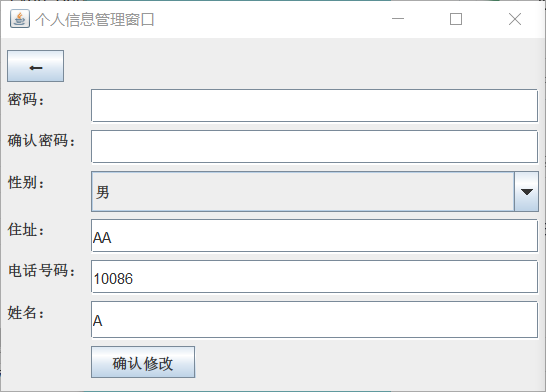 个人信息管理窗口
←
密码：
确认密码：
性别： 男
住址： AA
电话号码： 10086
姓名： A
确认修改